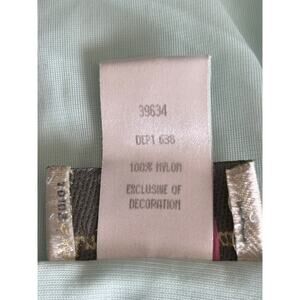 39634
DEPT 638
100% NYLON
EXCLUSIVE OF
DECORATION